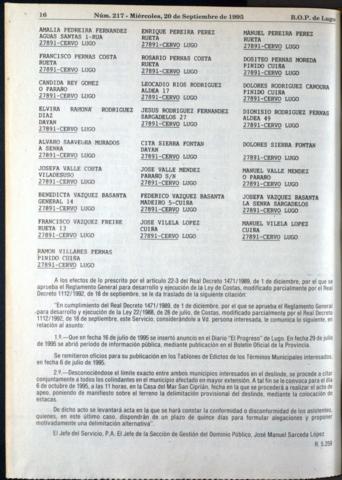 16 Núm. 217 - Miércoles, 20 de Septiembre de 1995 B.O.P. de Lugo
AMALIA PEDREIRA FERNANDEZ
AGUAS SANTAS 1-RUA
27891-CERVO LUGO
ENRIQUE PEREIRA PEREZ
RUETA
27891-CERVO LUGO
MANUEL PEREIRA PEREZ
RUETA
27891-CERVO LUGO
FRANCISCO PERNAS COSTA
RUETA
27891-CERVO LUGO
ROSARIO PERNAS COSTA
RUETA
27891-CERVO LUGO
DOSITEO PERNAS MOREDA
PIÑIDO CUIÑA
27891-CERVO LUGO
CANDIDA REY GOMEZ
O PARAÑO
27891-CERVO LUGO
LEOCADIO RIOS RODRIGUEZ
ALDEA 17
27891-CERVO LUGO
DOLORES RODRIGUEZ CANOURA
PIÑIDO CUIÑA
27891-CERVO LUGO
ELVIRA RAMONA RODRIGUEZ
DIAZ
DAYAN
27891-CERVO LUGO
JESUS RODRIGUEZ FERNANDEZ
SARGADELOS 27
27891-CERVO LUGO
DIONISIO RODRIGUEZ PERNAS
ALDEA 49
27891-CERVO LUGO
ALVARO SAAVEDRA MURADOS
A SENRA
27891-CERVO LUGO
CITA SIERRA FONTAN
DAYAN
27891-CERVO LUGO
DOLORES SIERRA FONTAN
27891-CERVO LUGO
JOSEFA VALLE COSTA
VILADESUSO
27891-CERVO LUGO
JOSE VALLE MENDEZ
PARAÑO S/N
27891-CERVO LUGO
MANUEL VALLE MENDEZ
O PARAÑO
27891-CERVO LUGO
BENEDICTA VAZQUEZ BASANTA
GENERAL 14
27891-CERVO LUGO
FEDERICO VAZQUEZ BASANTA
MADEIRO 5-CUIÑA
27891-CERVO LUGO
JOSEFA VAZQUEZ BASANTA
LA SENRA SARGADELOS
27891-CERVO LUGO
FRANCISCO VAZQUEZ FREIRE
RUETA 13
27891-CERVO LUGO
JOSE VILELA LOPEZ
CUIÑA
27891-CERVO LUGO
MANUEL VILELA LOPEZ
CUIÑA
27891-CERVO LUGO
RAMON VILLARES PERNAS
PIÑIDO CUIÑA
27891-CERVO LUGO
A los efectos de lo prescrito por el artículo 22-3 del Real Decreto 1471/1989, de 1 de diciembre, por el que se
aprueba el Reglamento General para desarrollo y ejecución de la Ley de Costas, modificado parcialmente por el Real
Decreto 1112/1992, de 18 de septiembre, se le da traslado de la siguiente citación:
"En cumplimiento del Real Decreto 1471/1989, de 1 de diciembre, por el que se aprueba el Reglamento General
para desarrollo y ejecución de la Ley 22/1988, de 28 de julio, de Costas, modificado parcialmente por el Real Decreto
1112/1992, de 18 de septiembre, este Servicio, considerándole a Vd. persona interesada, le comunica lo siguiente, en
relación al asunto:
1.º.—Que en fecha 16 de julio de 1995 se insertó anuncio en el Diario "El Progreso" de Lugo. En fecha 29 de julio
de 1995 se abrió período de información pública, mediante publicación en el Boletín Oficial de la Provincia.
Se remitieron oficios para su publicación en los Tablones de Edictos de los Términos Municipales interesados,
en fecha 6 de julio de 1995.
2.º.—Desconociéndose el límite exacto entre ambos municipios interesados en el deslinde, se procede a citar
conjuntamente a todos los colindantes en el municipio afectado en mayor extensión. A tal fin se le convoca para el día
6 de octubre de 1995, a las 11 horas, en la Casa del Mar San Ciprián, fecha en la que se procederá a realizar el acto de
apeo, poniendo de manifiesto sobre el terreno la delimitación provisional del deslinde, mediante la colocación de
estacas.
De dicho acto se levantará acta en la que se hará constar la conformidad o disconformidad de los asistentes,
quienes, en este último caso, dispondrán de un plazo de quince días para formular alegaciones y proponer
motivadamente una delimitación alternativa".
El Jefe del Servicio, P.A. El Jefe de la Sección de Gestión del Dominio Público, José Manuel Sarceda López.
R. 5.259